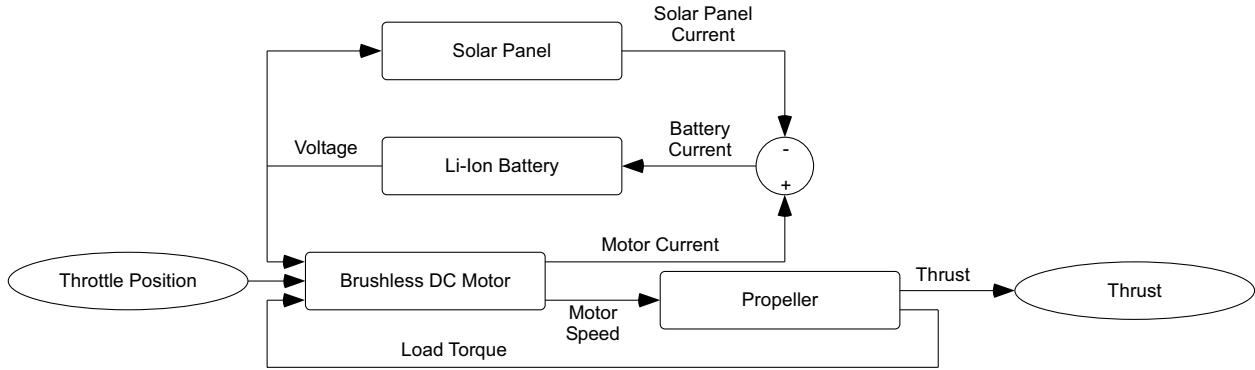 Solar Panel
Current
Solar Panel
Battery
Current
Voltage
Li-Ion Battery
-
+
Motor Current
Throttle Position
Brushless DC Motor
Thrust
Propeller
Thrust
Motor
Speed
Load Torque